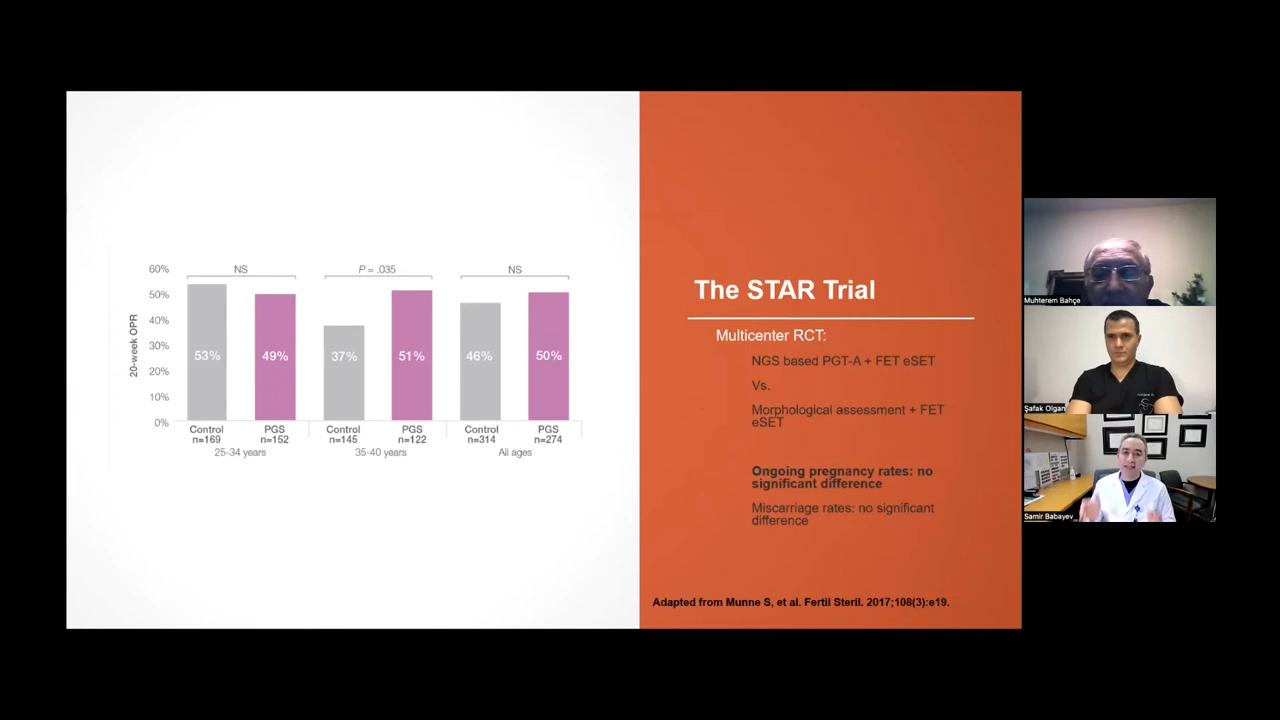 60%
50%
40%
30%
20%
10%
0%
20-week OPR
NS
P = .035
NS
53%
49%
37%
51%
46%
50%
Control PGS Control PGS Control PGS
n=169 n=152 n=145 n=122 n=314 n=274
25-34 years 35-40 years All ages
The STAR Trial
Multicenter RCT:
NGS based PGT-A + FET eSET
Vs.
Morphological assessment + FET
eSET
Ongoing pregnancy rates: no
significant difference
Miscarriage rates: no significant
difference
Adapted from Munne S, et al. Fertil Steril. 2017;108(3):e19.
Muhterem Bahçe
Şafak Olgan
Samir Babayev